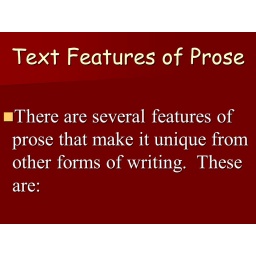 Text Features of Prose
There are several features of
prose that make it unique from
other forms of writing.  These
are: